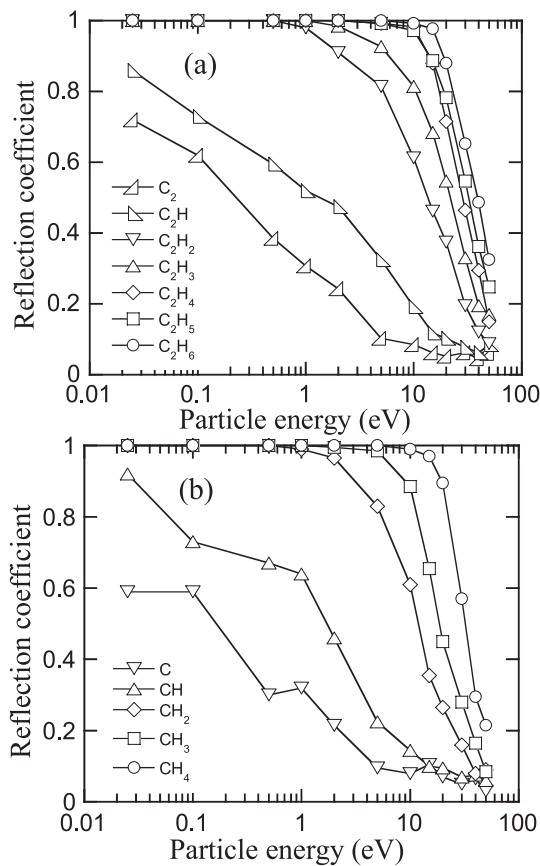 1
0.8
0.6
0.4
0.2
0
Reflection coefficient
(a)
C₂
C₂H
C₂H₂
C₂H₃
C₂H₄
C₂H₅
C₂H₆
0.01 0.1 1 10 100
Particle energy (eV)
1
0.8
0.6
0.4
0.2
0
Reflection coefficient
(b)
C
CH
CH₂
CH₃
CH₄
0.01 0.1 1 10 100
Particle energy (eV)